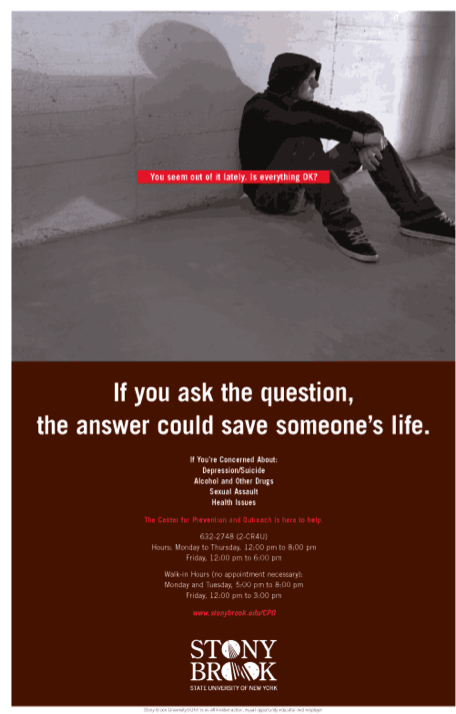 You seem out of it lately. Is everything OK?
If you ask the question,
the answer could save someone's life.
If You're Concerned About:
Depression/Suicide
Alcohol and Other Drugs
Sexual Assault
Health Issues
The Center for Prevention and Outreach is here to help
632-2748 (2-CR4U)
Hours: Monday to Thursday, 12:00 pm to 8:00 pm
Friday, 12:00 pm to 6:00 pm
Walk-in Hours (no appointment necessary):
Monday and Tuesday, 5:00 pm to 8:00 pm
Friday, 12:00 pm to 3:00 pm
www.stonybrook.edu/CPO
STONY
BROOK
STATE UNIVERSITY OF NEW YORK
Stony Brook University/SUNY is an affirmative action, equal opportunity educator and employer.